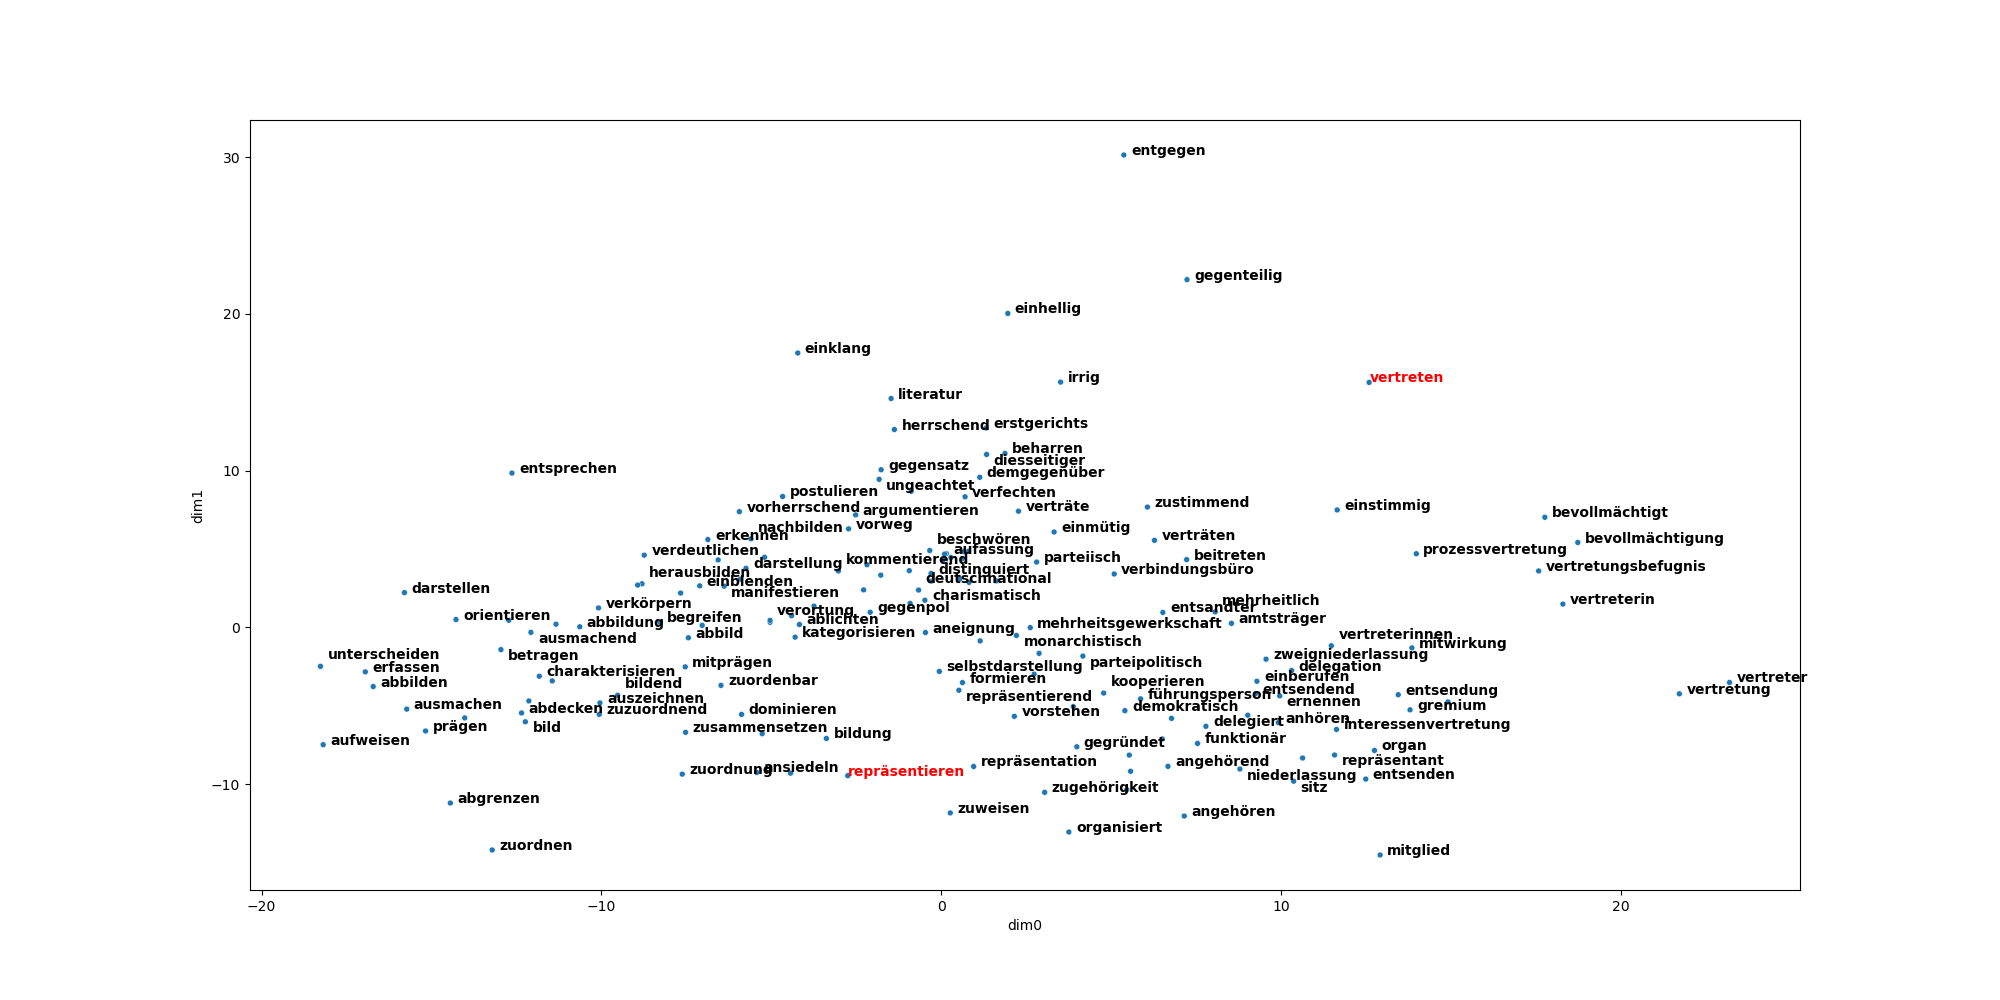 entgegen
30
gegenteilig
einhellig
20
einklang
irrig
vertreten
literatur
herrschend
erstgerichts
beharren
diesseitiger
gegensatz
entsprechen
10
demgegenüber
ungeachtet
postulieren
verfechten
zustimmend
vorherrschend
verträte
einstimmig
argumentieren
bevollmächtigt
dim1
nachbilden
vorweg
einmütig
erkennen
verträten
beschwören
bevollmächtigung
verdeutlichen
aufassung
prozessvertretung
darstellung
kommentierend
parteiisch
beitreten
herausbilden
distinguiert
verbindungsbüro
vertretungsbefugnis
einblenden
deutschnational
darstellen
manifestieren
charismatisch
verkörpern
mehrheitlich
vertreterin
verortung
gegenpol
entsandter
orientieren
abbildung
begreifen
ablichten
mehrheitsgewerkschaft
amtsträger
0
ausmachend
abbild
kategorisieren
aneignung
vertreterinnen
monarchistisch
mitwirkung
unterscheiden
betragen
zweigniederlassung
erfassen
mitprägen
selbstdarstellung
parteipolitisch
delegation
charakterisieren
abbilden
bildend
zuordenbar
formieren
kooperieren
einberufen
vertreter
ausmachen
auszeichnen
repräsentierend
führungsperson
entsendend
entsendung
vertretung
abdecken
zuzuordnend
dominieren
vorstehen
demokratisch
ernennen
gremium
prägen
bild
zusammensetzen
bildung
delegiert
anhören
interessenvertretung
aufweisen
gegründet
funktionär
organ
zuordnung
ansiedeln
repräsentieren
repräsentation
angehörend
repräsentant
niederlassung
entsenden
−10
zugehörigkeit
sitz
abgrenzen
zuweisen
angehören
organisiert
zuordnen
mitglied
−20
−10
0
10
20
dim0